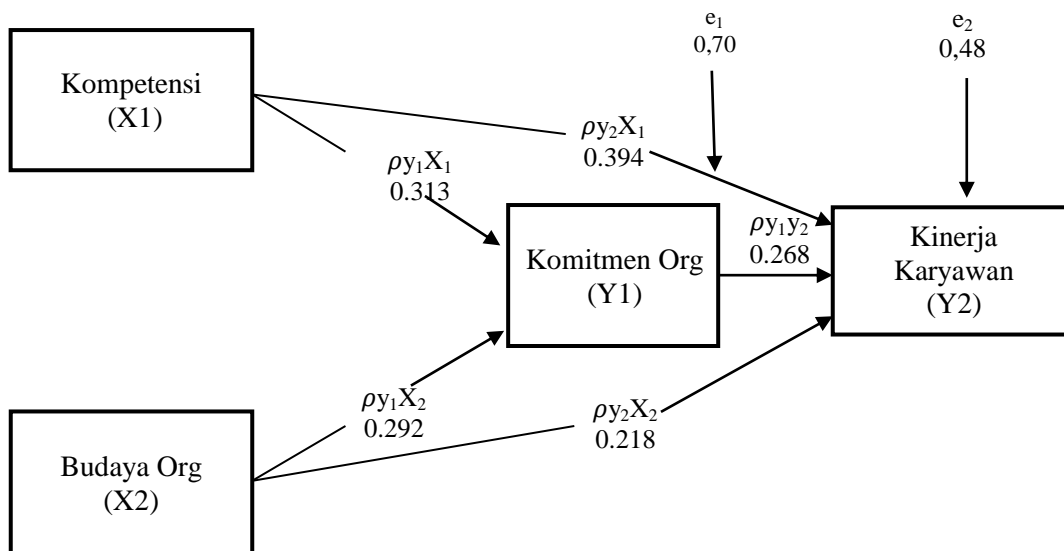 e₁
0,70
e₂
0,48
Kompetensi
(X1)
ρy₂X₁
0.394
ρy₁X₁
0.313
Komitmen Org
(Y1)
ρy₁y₂
0.268
Kinerja
Karyawan
(Y2)
ρy₁X₂
0.292
ρy₂X₂
0.218
Budaya Org
(X2)